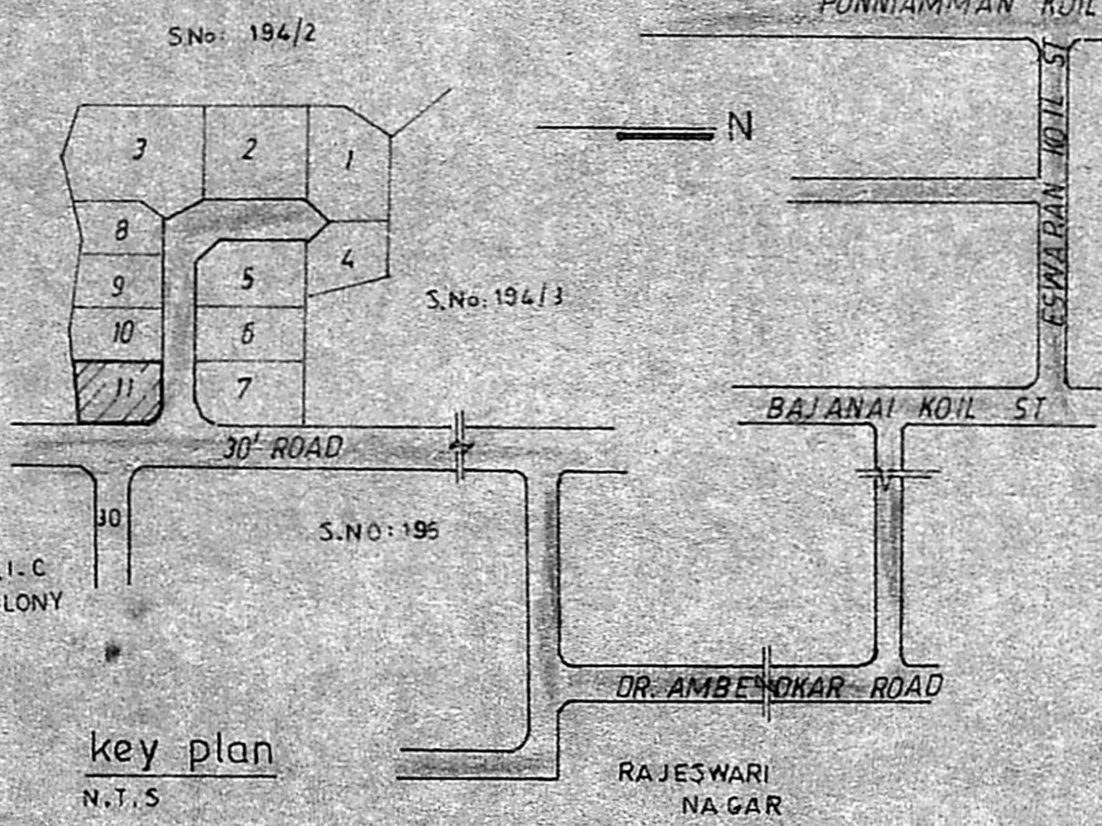 PONNIAMMAN KOIL
S.No: 194/2
N
3
2
1
ESWARAN KOIL ST
8
4
9
5
S.No: 194/3
10
6
11
7
BAJANAI KOIL ST
30' ROAD
30
S.NO: 195
.I.C
LONY
DR. AMBEDKAR ROAD
key plan
N.T.S
RAJESWARI
NAGAR